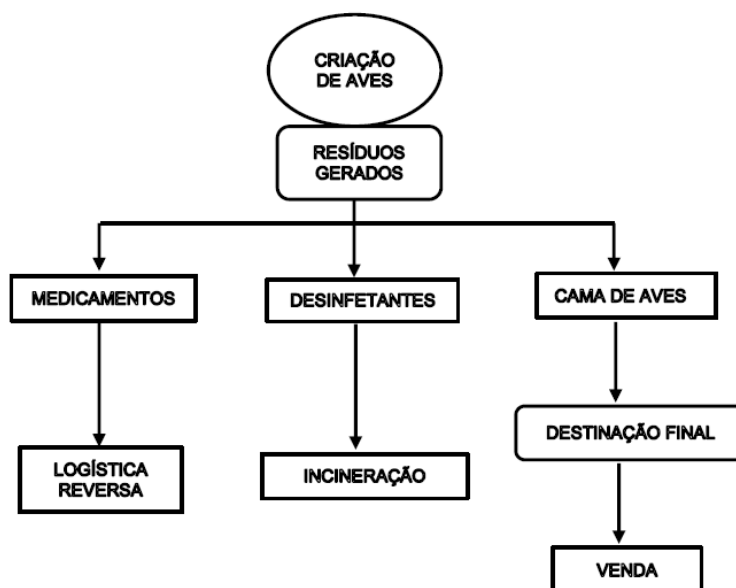 CRIAÇÃO
DE AVES
RESÍDUOS
GERADOS
MEDICAMENTOS
DESINFETANTES
CAMA DE AVES
LOGÍSTICA
REVERSA
INCINERAÇÃO
DESTINAÇÃO FINAL
VENDA